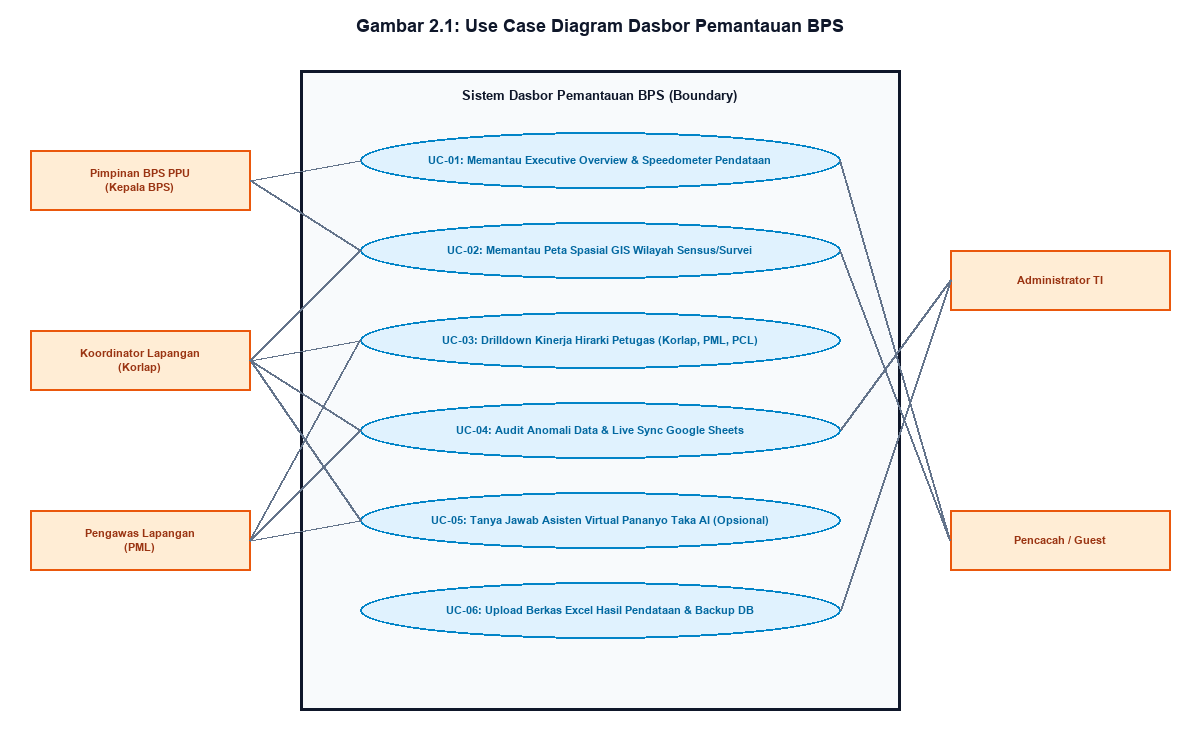 Gambar 2.1: Use Case Diagram Dasbor Pemantauan BPS
Sistem Dasbor Pemantauan BPS (Boundary)
Pimpinan BPS PPU
(Kepala BPS)
Koordinator Lapangan
(Korlap)
Pengawas Lapangan
(PML)
UC-01: Memantau Executive Overview & Speedometer Pendataan
UC-02: Memantau Peta Spasial GIS Wilayah Sensus/Survei
UC-03: Drilldown Kinerja Hirarki Petugas (Korlap, PML, PCL)
UC-04: Audit Anomali Data & Live Sync Google Sheets
UC-05: Tanya Jawab Asisten Virtual Pananyo Taka AI (Opsional)
UC-06: Upload Berkas Excel Hasil Pendataan & Backup DB
Administrator TI
Pencacah / Guest